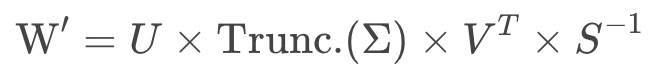 W′ = U × Trunc.(Σ) × V^T × S^−1